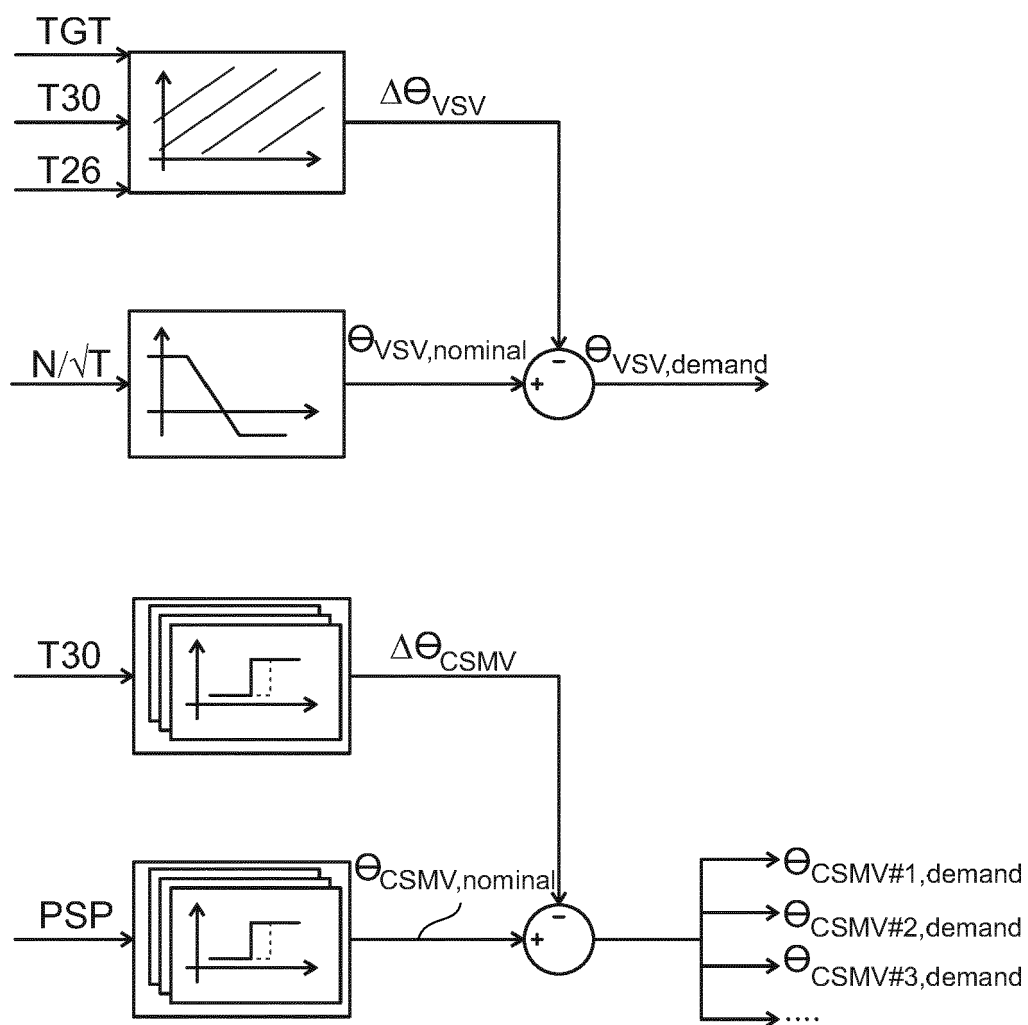 TGT
T30
T26
ΔΘVSV
N/√T
ΘVSV,nominal
-
+
ΘVSV,demand
T30
ΔΘCSMV
PSP
ΘCSMV,nominal
-
+
ΘCSMV#1,demand
ΘCSMV#2,demand
ΘCSMV#3,demand
....